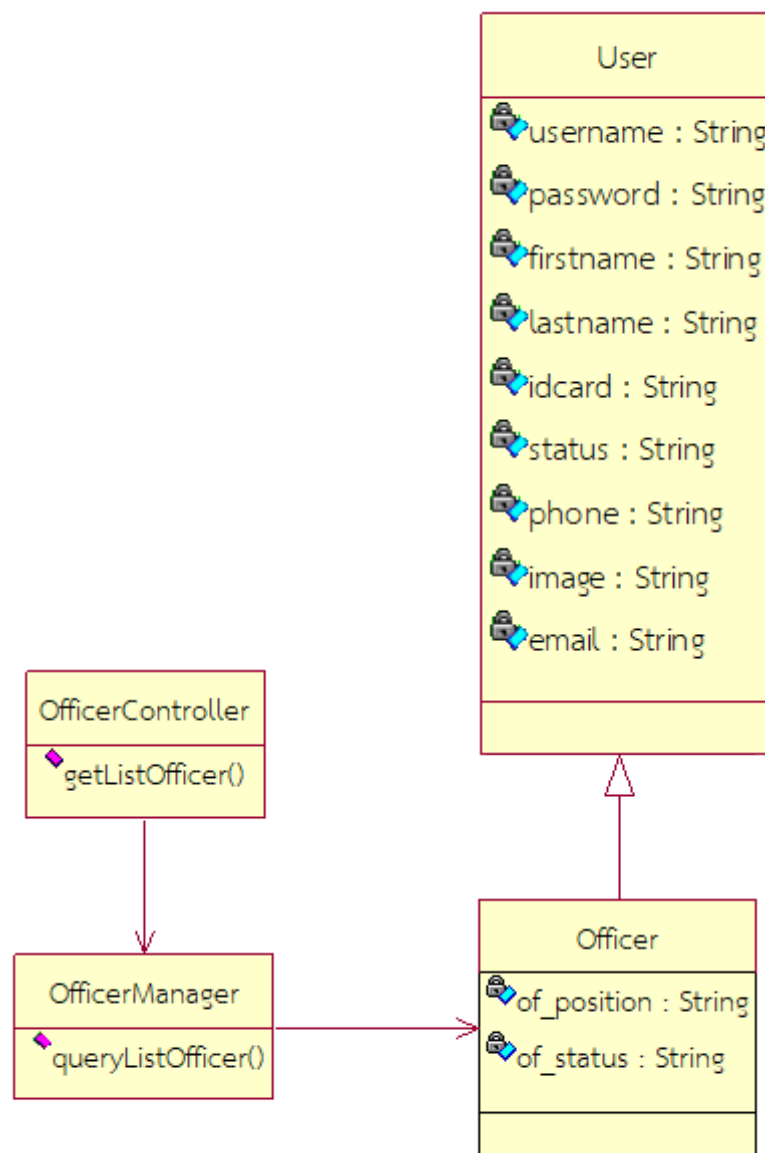 User
username : String
password : String
firstname : String
lastname : String
idcard : String
status : String
phone : String
image : String
email : String
OfficerController
getListOfficer()
OfficerManager
queryListOfficer()
Officer
of_position : String
of_status : String